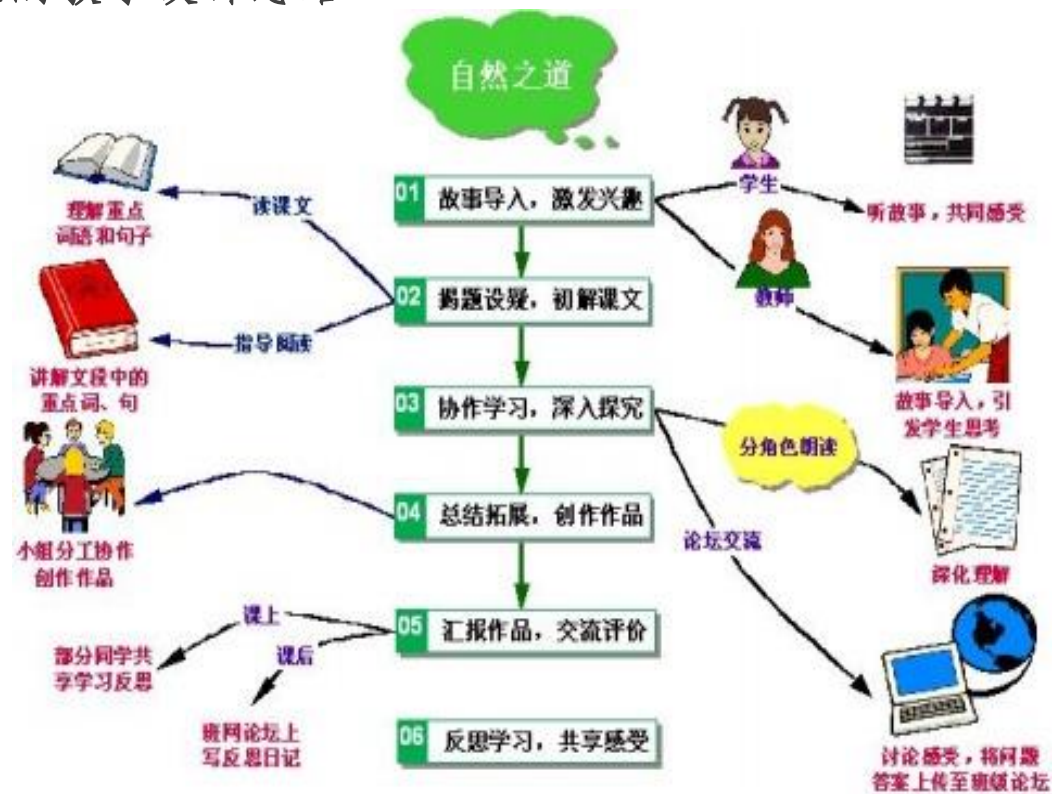 自然之道
01 故事导入，激发兴趣
学生
听故事，共同感受
教师
故事导入，引
发学生思考
02 揭题设疑，初解课文
读课文
理解重点
词语和句子
指导阅读
讲解文段中的
重点词、句
03 协作学习，深入探究
分角色朗读
深化理解
论坛交流
讨论感受，将问题
答案上传至班级论坛
04 总结拓展，创作作品
小组分工协作
创作作品
05 汇报作品，交流评价
课上
部分同学共
享学习反思
课后
班网论坛上
写反思日记
06 反思学习，共享感受